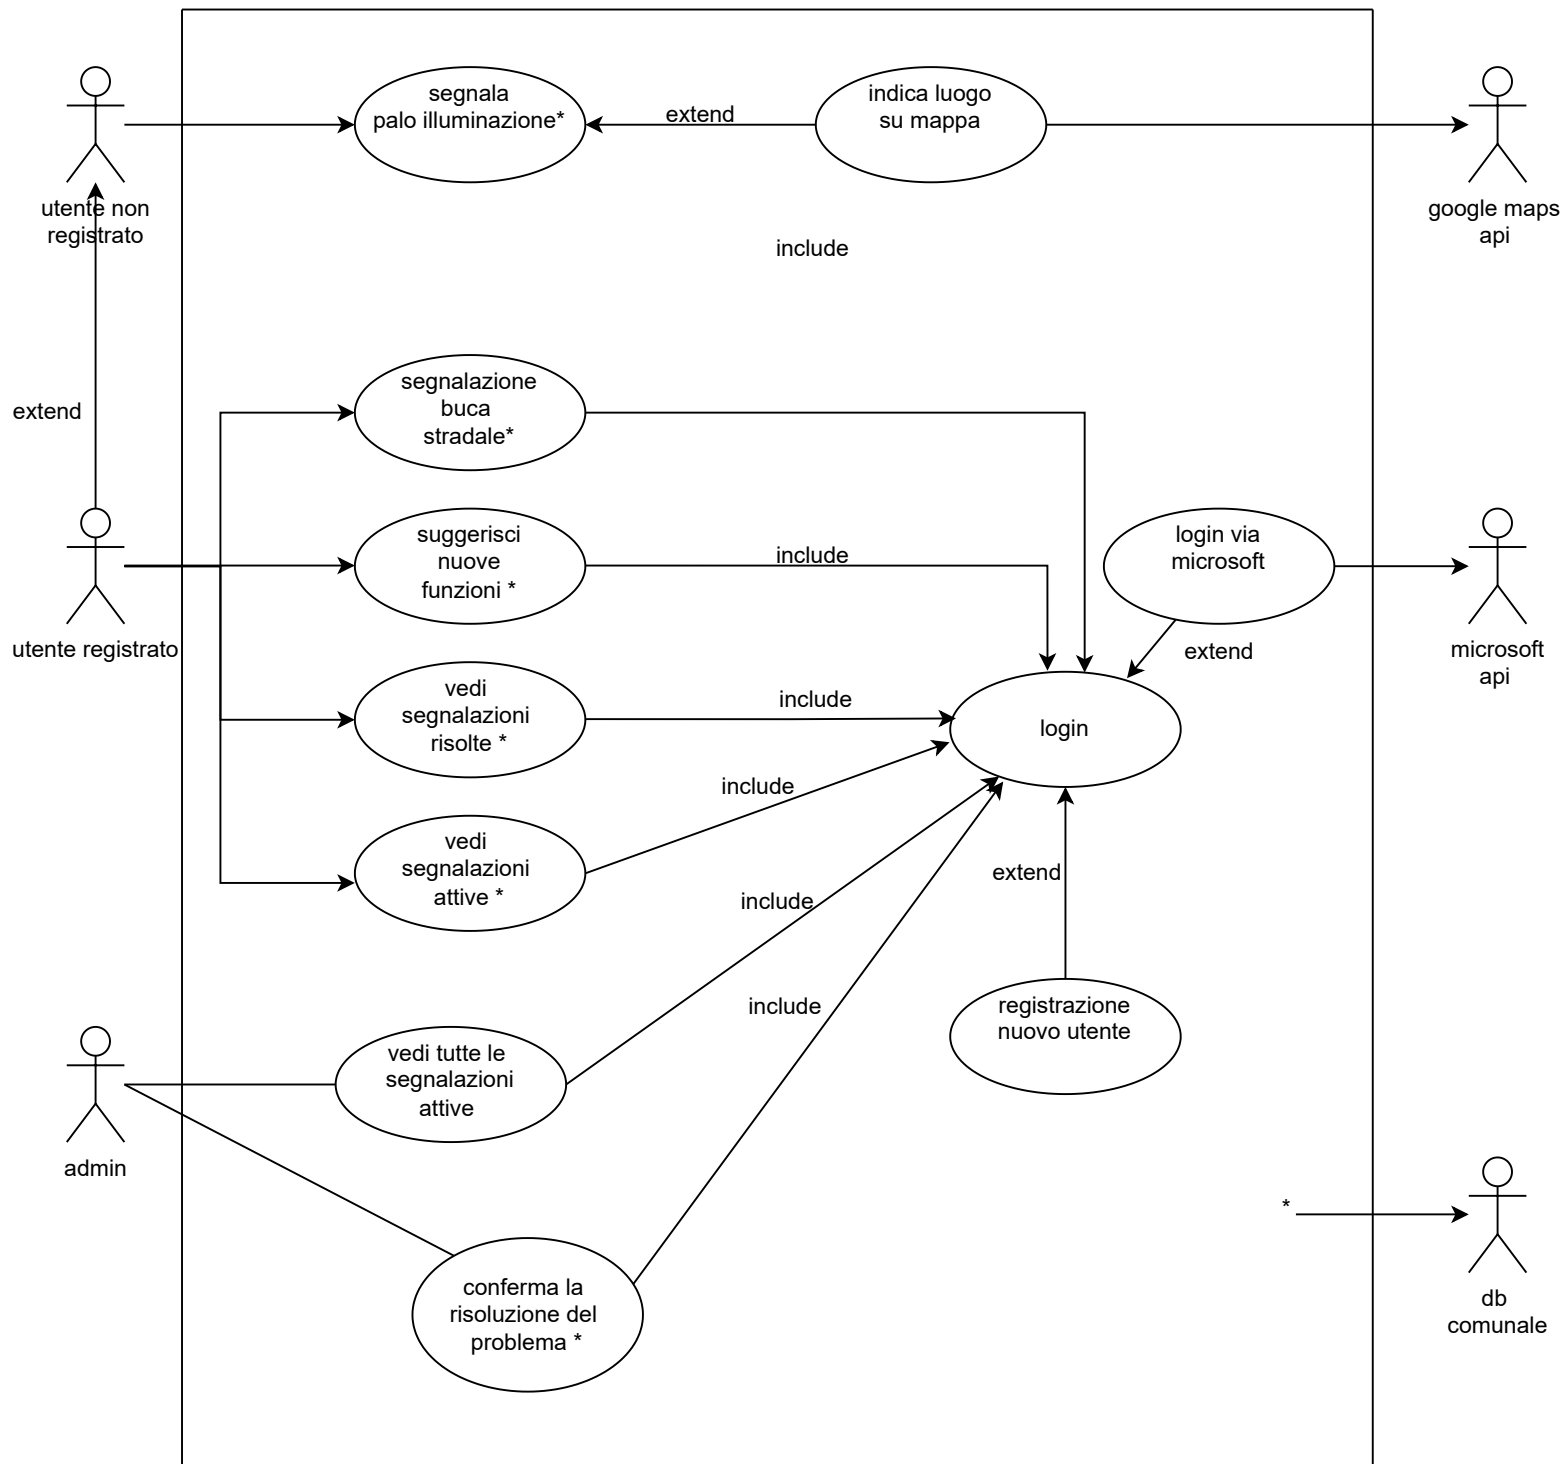 segnala
palo illuminazione*
extend
indica luogo
su mappa
utente non
registrato
google maps
api
include
extend
segnalazione
buca
stradale*
suggerisci
nuove
funzioni *
include
login via
microsoft
utente registrato
extend
microsoft
api
vedi
segnalazioni
risolte *
include
login
include
vedi
segnalazioni
attive *
extend
include
include
registrazione
nuovo utente
vedi tutte le
segnalazioni
attive
admin
*
conferma la
risoluzione del
problema *
db
comunale